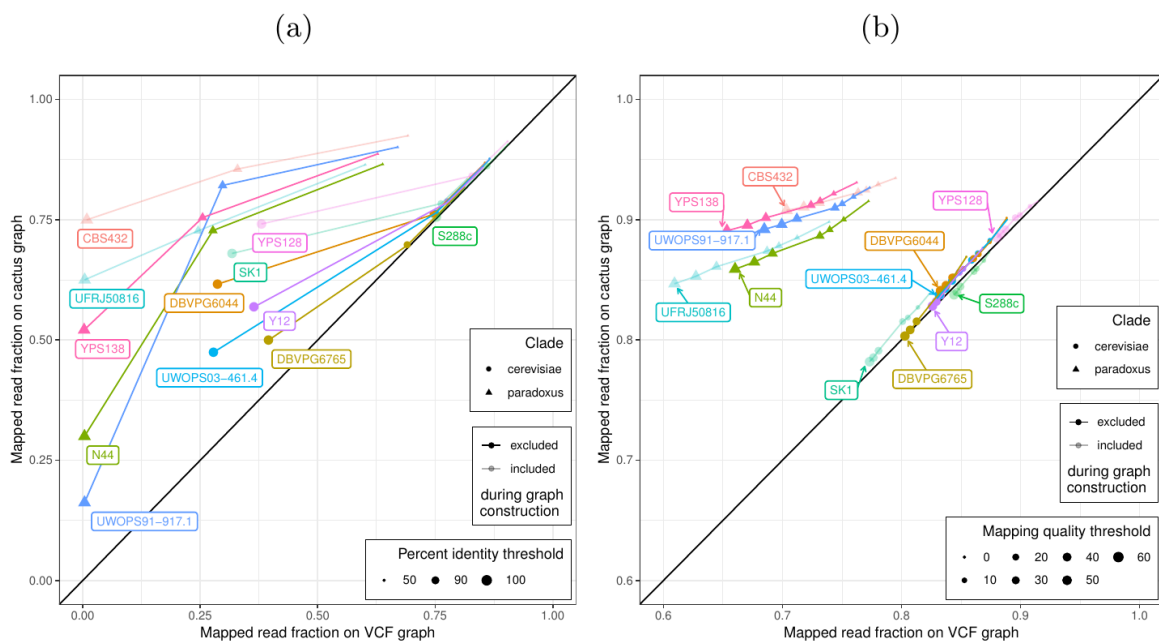 (a)
(b)
Mapped read fraction on cactus graph
1.00
0.75
0.50
0.25
0.00
CBS432
UFRJ50816
YPS138
N44
UWOPS91−917.1
YPS128
SK1
DBVPG6044
Y12
UWOPS03−461.4
DBVPG6765
S288c
Clade
cerevisiae
paradoxus
excluded
included
during graph
construction
Percent identity threshold
50 90 100
0.00 0.25 0.50 0.75 1.00
Mapped read fraction on VCF graph
Mapped read fraction on cactus graph
1.0
0.9
0.8
0.7
0.6
CBS432
YPS138
UWOPS91−917.1
N44
UFRJ50816
YPS128
DBVPG6044
UWOPS03−461.4
S288c
Y12
DBVPG6765
SK1
Clade
cerevisiae
paradoxus
excluded
included
during graph
construction
Mapping quality threshold
0 20 40 60
10 30 50
0.6 0.7 0.8 0.9 1.0
Mapped read fraction on VCF graph